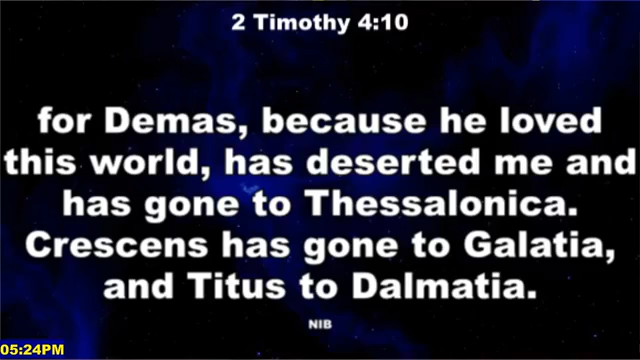 2 Timothy 4:10
for Demas, because he loved
this world, has deserted me and
has gone to Thessalonica.
Crescens has gone to Galatia,
and Titus to Dalmatia.
NIB
05:24PM